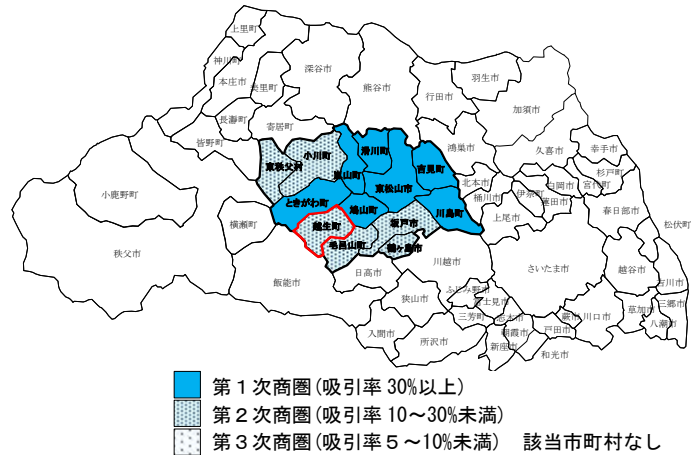 上里町
神川町
本庄市
美里町
深谷市
熊谷市
行田市
羽生市
加須市
長瀞町
寄居町
皆野町
小鹿野町
秩父市
横瀬町
東秩父村
小川町
嵐山町
滑川町
吉見町
東松山市
ときがわ町
鳩山町
川島町
越生町
毛呂山町
坂戸市
鶴ヶ島市
鴻巣市
北本市
桶川市
伊奈町
上尾市
蓮田市
白岡市
久喜市
幸手市
杉戸町
宮代町
春日部市
松伏町
日高市
飯能市
川越市
さいたま市
越谷市
吉川市
三郷市
草加市
八潮市
狭山市
ふじみ野市
富士見市
三芳町
志木市
入間市
所沢市
新座市
朝霞市
和光市
戸田市
蕨市
川口市
第1次商圏(吸引率 30%以上)
第2次商圏(吸引率 10～30%未満)
第3次商圏(吸引率5～10%未満) 該当市町村なし